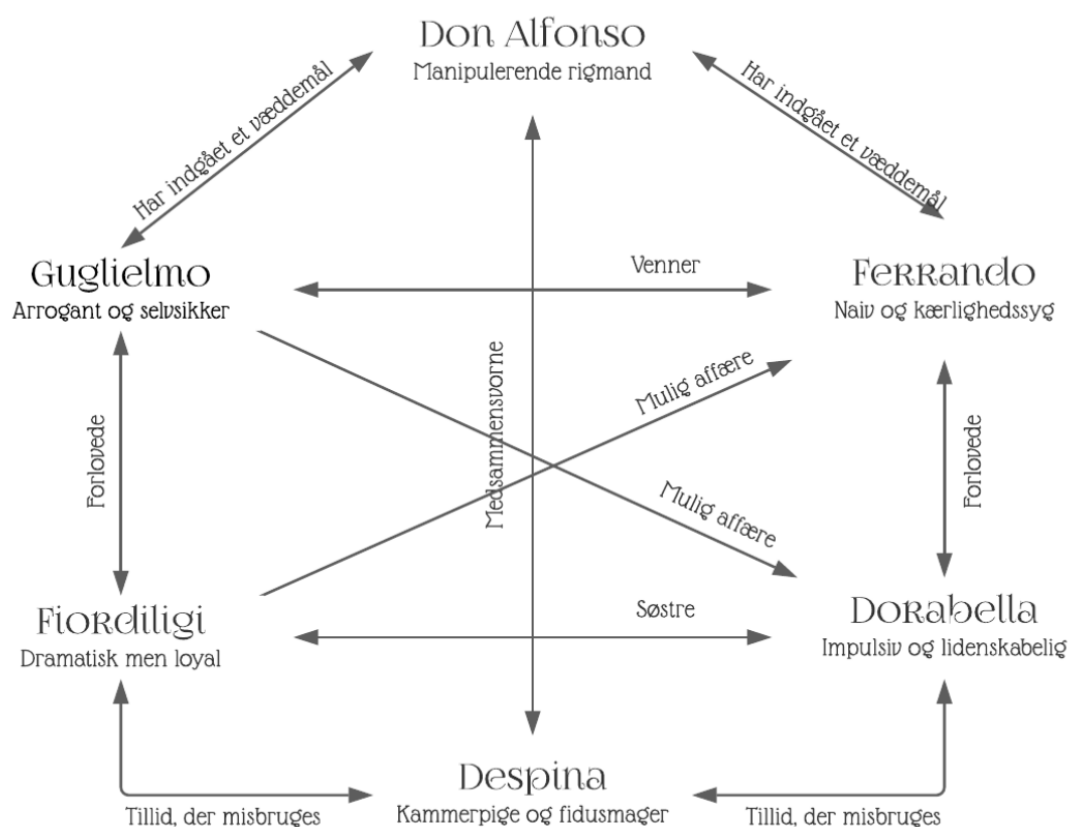 Don Alfonso
Manipulerende rigmand
Har indgået et væddemål
Har indgået et væddemål
Guglielmo
Arrogant og selvsikker
Venner
Ferrando
Naiv og kærlighedssyg
Medsammensvorne
Mulig affære
Forlovede
Forlovede
Mulig affære
Fiordiligi
Dramatisk men loyal
Søstre
Dorabella
Impulsiv og lidenskabelig
Despina
Kammerpige og fidusmager
Tillid, der misbruges
Tillid, der misbruges